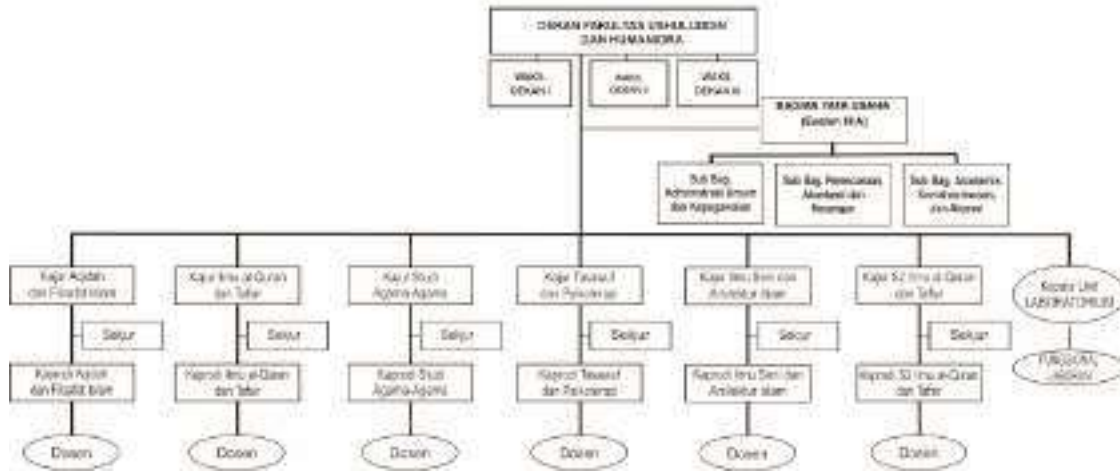 DEKAN FAKULTAS USHULUDDIN
DAN HUMANIORA
WAKIL
DEKAN I
WAKIL
DEKAN II
WAKIL
DEKAN III
BAGIAN TATA USAHA
Sub Bag.
Administrasi Umum
dan Kepegawaian
Sub Bag. Perencanaan,
Akuntansi dan
Keuangan
Sub Bag. Akademik,
Kemahasiswaan,
dan Alumni
Kajur Aqidah
dan Filsafat Islam
Kajur Ilmu al-Quran
dan Tafsir
Kajur Studi
Agama-Agama
Kajur Tasawuf
dan Psikoterapi
Kajur Ilmu Seni dan
Arsitektur Islam
Kajur S2 Ilmu al-Quran
dan Tafsir
Kepala Unit
LABORATORIUM
Sekjur
Sekjur
Sekjur
Sekjur
Sekjur
Sekjur
Kaprodi Aqidah
dan Filsafat Islam
Kaprodi Ilmu al-Quran
dan Tafsir
Kaprodi Studi
Agama-Agama
Kaprodi Tasawuf
dan Psikoterapi
Kaprodi Ilmu Seni dan
Arsitektur Islam
Kaprodi S2 Ilmu al-Quran
dan Tafsir
FUNGSIONAL
Dosen
Dosen
Dosen
Dosen
Dosen
Dosen